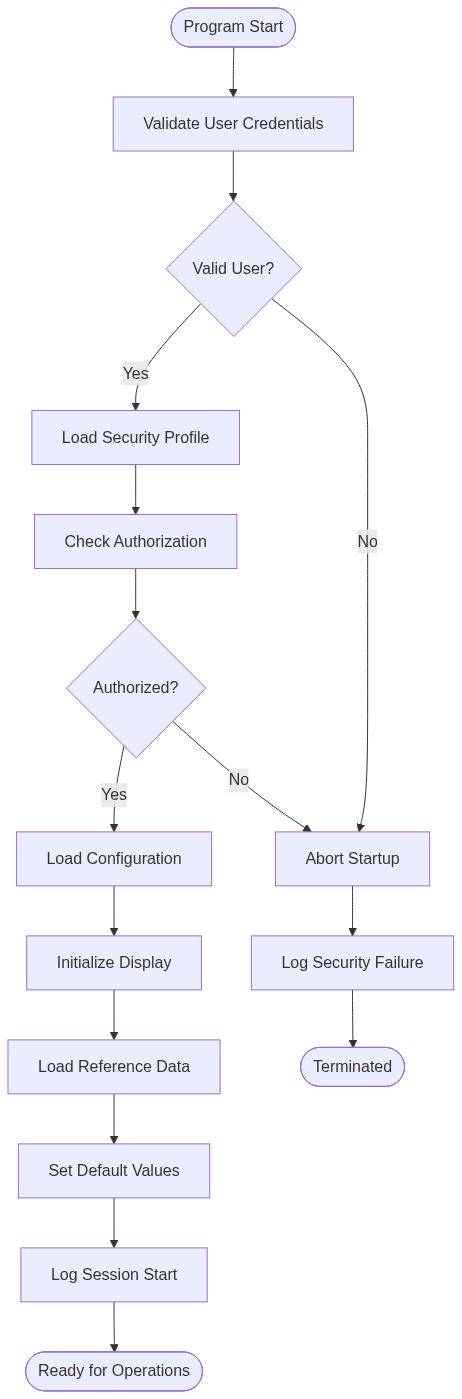 Program Start
Validate User Credentials
Valid User?
Yes
Load Security Profile
Check Authorization
No
Authorized?
Yes
No
Load Configuration
Abort Startup
Initialize Display
Log Security Failure
Load Reference Data
Terminated
Set Default Values
Log Session Start
Ready for Operations